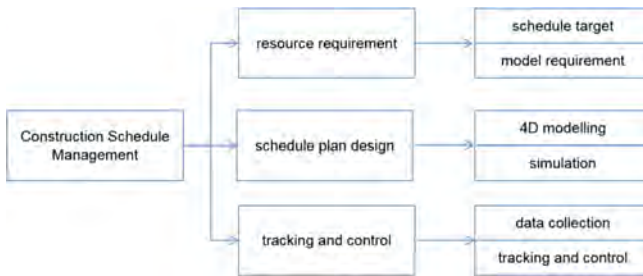 resource requirement
schedule target
model requirement
Construction Schedule
Management
schedule plan design
4D modelling
simulation
tracking and control
data collection
tracking and control